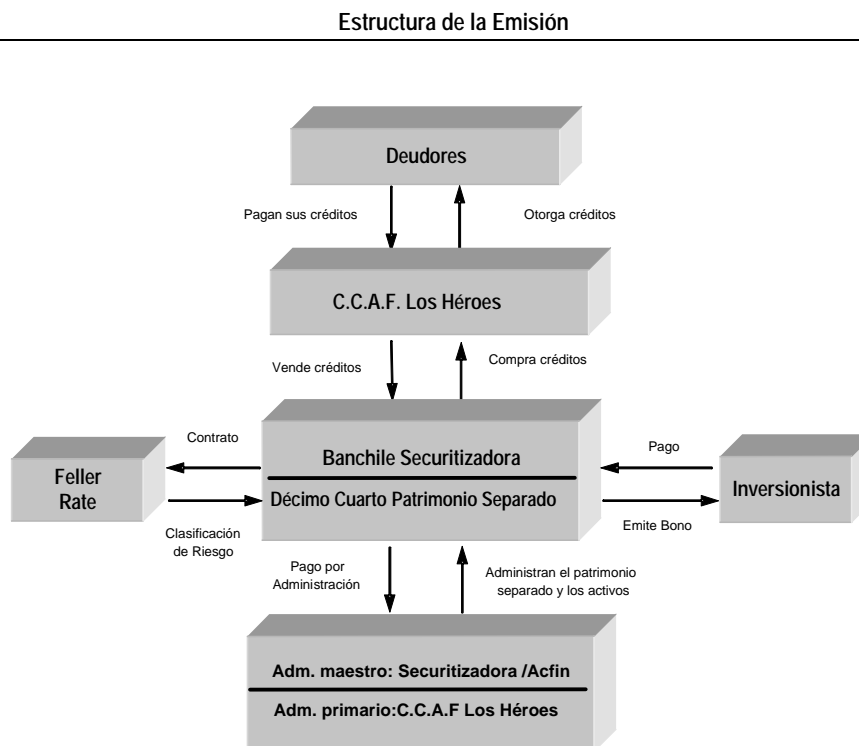 Estructura de la Emisión
Deudores
Pagan sus créditos
Otorga créditos
C.C.A.F. Los Héroes
Vende créditos
Compra créditos
Contrato
Banchile Securitizadora
Pago
Feller
Rate
Décimo Cuarto Patrimonio Separado
Inversionista
Clasificación
de Riesgo
Emite Bono
Pago por
Administración
Administran el patrimonio
separado y los activos
Adm. maestro: Securitizadora /Acfin
Adm. primario:C.C.A.F Los Héroes